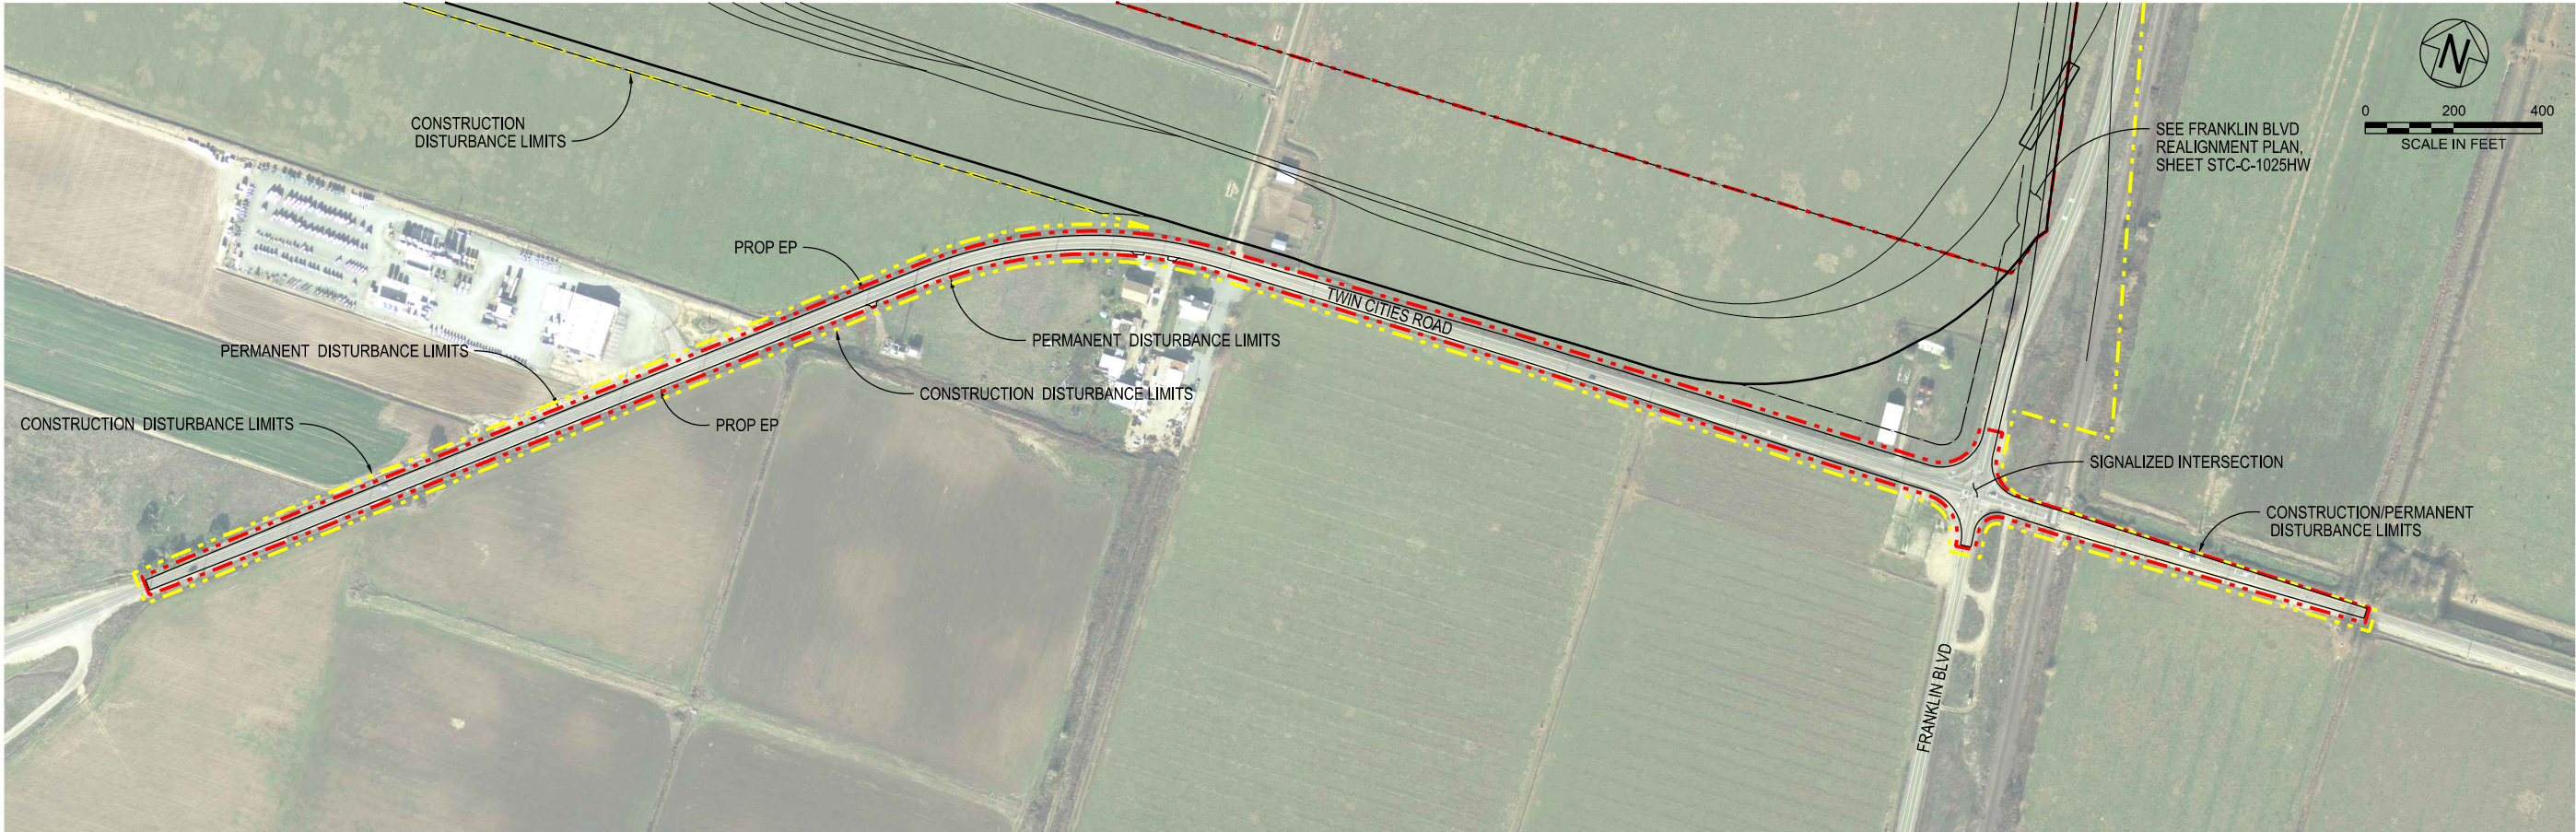 N
0 200 400
SCALE IN FEET
CONSTRUCTION
DISTURBANCE LIMITS
SEE FRANKLIN BLVD
REALIGNMENT PLAN,
SHEET STC-C-1025HW
PROP EP
TWIN CITIES ROAD
PERMANENT DISTURBANCE LIMITS
PERMANENT DISTURBANCE LIMITS
CONSTRUCTION DISTURBANCE LIMITS
CONSTRUCTION DISTURBANCE LIMITS
PROP EP
SIGNALIZED INTERSECTION
CONSTRUCTION/PERMANENT
DISTURBANCE LIMITS
FRANKLIN BLVD